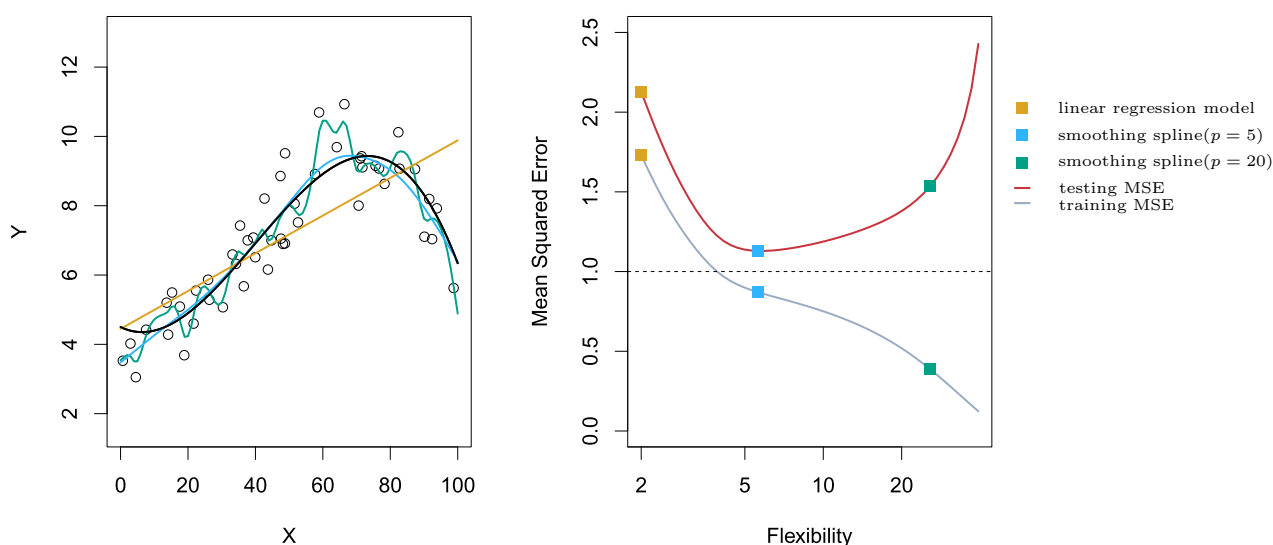 Y
12
10
8
6
4
2
0 20 40 60 80 100
X
Mean Squared Error
2.5
2.0
1.5
1.0
0.5
0.0
2 5 10 20
Flexibility
linear regression model
smoothing spline(p = 5)
smoothing spline(p = 20)
testing MSE
training MSE